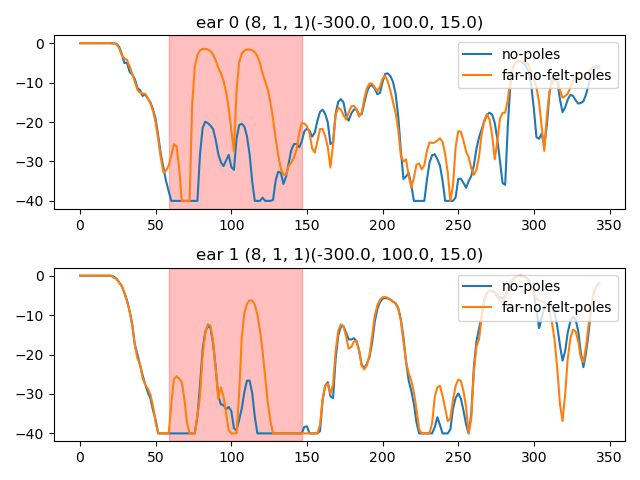 ear 0 (8, 1, 1)(-300.0, 100.0, 15.0)
0
−10
−20
−30
−40
no-poles
far-no-felt-poles
0 50 100 150 200 250 300 350
ear 1 (8, 1, 1)(-300.0, 100.0, 15.0)
0
−10
−20
−30
−40
no-poles
far-no-felt-poles
0 50 100 150 200 250 300 350